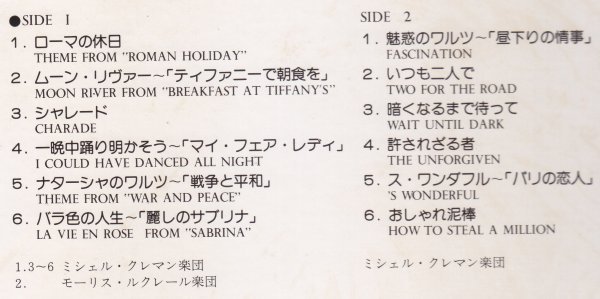 ●SIDE 1
1. ローマの休日
THEME FROM "ROMAN HOLIDAY"
2. ムーン・リヴァー〜「ティファニーで朝食を」
MOON RIVER FROM "BREAKFAST AT TIFFANY'S"
3. シャレード
CHARADE
4. 一晩中踊り明かそう〜「マイ・フェア・レディ」
I COULD HAVE DANCED ALL NIGHT
5. ナターシャのワルツ〜「戦争と平和」
THEME FROM "WAR AND PEACE"
6. バラ色の人生〜「麗しのサブリナ」
LA VIE EN ROSE FROM "SABRINA"
1.3〜6 ミシェル・クレマン楽団
2. モーリス・ルクレール楽団
SIDE 2
1. 魅惑のワルツ〜「昼下りの情事」
FASCINATION
2. いつも二人で
TWO FOR THE ROAD
3. 暗くなるまで待って
WAIT UNTIL DARK
4. 許されざる者
THE UNFORGIVEN
5. ス・ワンダフル〜「パリの恋人」
'S WONDERFUL
6. おしゃれ泥棒
HOW TO STEAL A MILLION
ミシェル・クレマン楽団